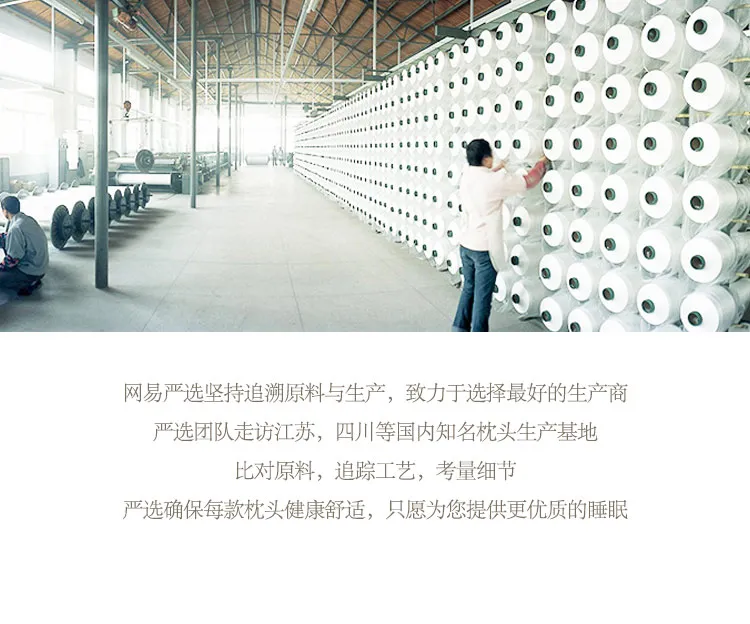 网易严选坚持追溯原料与生产，致力于选择最好的生产商
严选团队走访江苏，四川等国内知名枕头生产基地
比对原料，追踪工艺，考量细节
严选确保每款枕头健康舒适，只愿为您提供更优质的睡眠